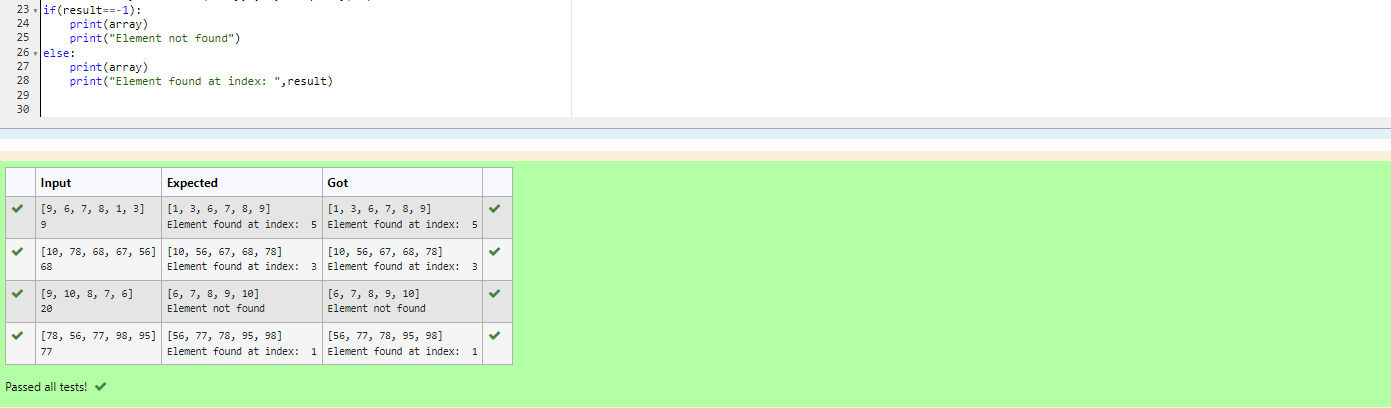 23 if(result==-1):
24     print(array)
25     print("Element not found")
26 else:
27     print(array)
28     print("Element found at index: ",result)
29
30
Input Expected Got
[9, 6, 7, 8, 1, 3] [1, 3, 6, 7, 8, 9] [1, 3, 6, 7, 8, 9]
9 Element found at index:  5 Element found at index:  5
[10, 78, 68, 67, 56] [10, 56, 67, 68, 78] [10, 56, 67, 68, 78]
68 Element found at index:  3 Element found at index:  3
[9, 10, 8, 7, 6] [6, 7, 8, 9, 10] [6, 7, 8, 9, 10]
20 Element not found Element not found
[78, 56, 77, 98, 95] [56, 77, 78, 95, 98] [56, 77, 78, 95, 98]
77 Element found at index:  1 Element found at index:  1
Passed all tests!